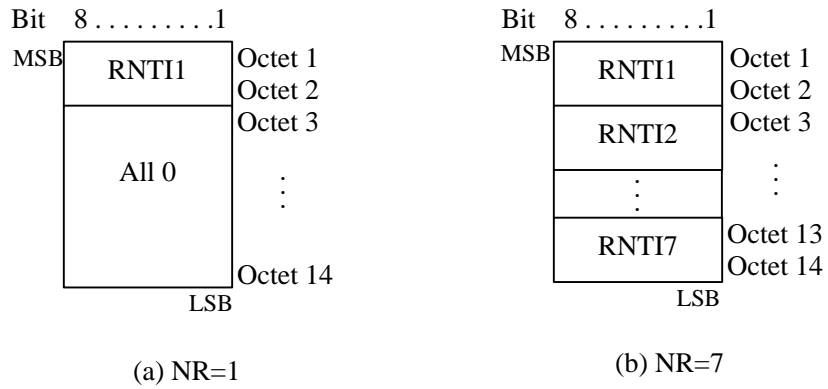 Bit 8 . . . . . . . . .1
MSB
RNTI1
Octet 1
Octet 2
Octet 3
All 0
⋮
Octet 14
LSB
(a) NR=1
Bit 8 . . . . . . . . .1
MSB
RNTI1
Octet 1
Octet 2
RNTI2
Octet 3
⋮
⋮
RNTI7
Octet 13
Octet 14
LSB
(b) NR=7